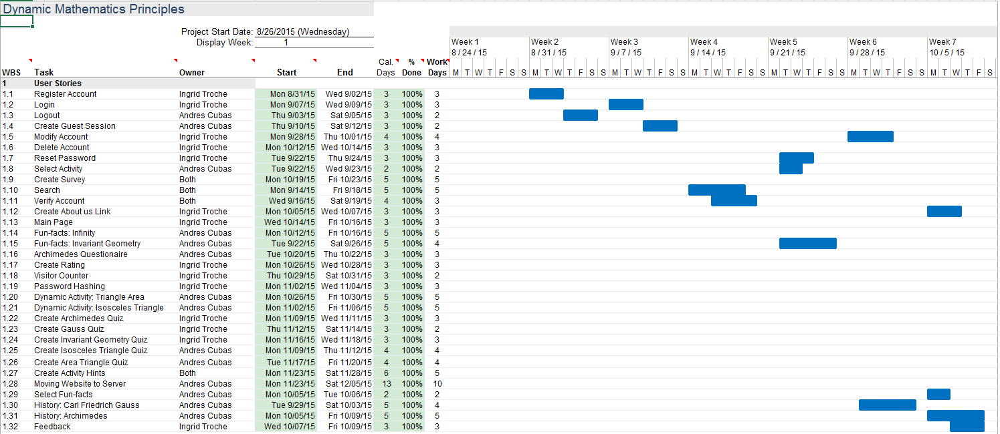 Dynamic Mathematics Principles
Project Start Date: 8/26/2015 (Wednesday)
Display Week: 1
Week 1 Week 2 Week 3 Week 4 Week 5 Week 6 Week 7
8 / 24 / 15 8 / 31 / 15 9 / 7 / 15 9 / 14 / 15 9 / 21 / 15 9 / 28 / 15 10 / 5 / 15
Cal. % Work
WBS Task Owner Start End Days Done Days M T W T F S S M T W T F S S M T W T F S S M T W T F S S M T W T F S S M T W T F S S M T W T F S
1 User Stories
1.1 Register Account Ingrid Troche Mon 8/31/15 Wed 9/02/15 3 100% 3
1.2 Login Ingrid Troche Mon 9/07/15 Wed 9/09/15 3 100% 3
1.3 Logout Andres Cubas Thu 9/03/15 Sat 9/05/15 3 100% 2
1.4 Create Guest Session Andres Cubas Thu 9/10/15 Sat 9/12/15 3 100% 2
1.5 Modify Account Ingrid Troche Mon 9/28/15 Thu 10/01/15 4 100% 4
1.6 Delete Account Ingrid Troche Mon 10/12/15 Wed 10/14/15 3 100% 3
1.7 Reset Password Ingrid Troche Tue 9/22/15 Thu 9/24/15 3 100% 3
1.8 Select Activity Andres Cubas Tue 9/22/15 Wed 9/23/15 2 100% 2
1.9 Create Survey Both Mon 10/19/15 Fri 10/23/15 5 100% 5
1.10 Search Both Mon 9/14/15 Fri 9/18/15 5 100% 5
1.11 Verify Account Both Wed 9/16/15 Sat 9/19/15 4 100% 3
1.12 Create About us Link Ingrid Troche Mon 10/05/15 Wed 10/07/15 3 100% 3
1.13 Main Page Ingrid Troche Wed 10/14/15 Fri 10/16/15 3 100% 3
1.14 Fun-facts: Infinity Andres Cubas Mon 10/12/15 Fri 10/16/15 5 100% 5
1.15 Fun-facts: Invariant Geometry Andres Cubas Tue 9/22/15 Sat 9/26/15 5 100% 4
1.16 Archimedes Questionaire Andres Cubas Tue 10/20/15 Thu 10/22/15 3 100% 3
1.17 Create Rating Ingrid Troche Mon 10/26/15 Wed 10/28/15 3 100% 3
1.18 Visitor Counter Ingrid Troche Thu 10/29/15 Sat 10/31/15 3 100% 2
1.19 Password Hashing Ingrid Troche Mon 11/02/15 Wed 11/04/15 3 100% 3
1.20 Dynamic Activity: Triangle Area Andres Cubas Mon 10/26/15 Fri 10/30/15 5 100% 5
1.21 Dynamic Activity: Isosceles Triangle Andres Cubas Mon 11/02/15 Fri 11/06/15 5 100% 5
1.22 Create Archimedes Quiz Ingrid Troche Mon 11/09/15 Wed 11/11/15 3 100% 3
1.23 Create Gauss Quiz Ingrid Troche Thu 11/12/15 Sat 11/14/15 3 100% 2
1.24 Create Invariant Geometry Quiz Ingrid Troche Mon 11/16/15 Wed 11/18/15 3 100% 3
1.25 Create Isosceles Triangle Quiz Andres Cubas Mon 11/09/15 Thu 11/12/15 4 100% 4
1.26 Create Area Triangle Quiz Andres Cubas Tue 11/17/15 Fri 11/20/15 4 100% 4
1.27 Create Activity Hints Both Mon 11/23/15 Sat 11/28/15 6 100% 5
1.28 Moving Website to Server Andres Cubas Mon 11/23/15 Sat 12/05/15 13 100% 10
1.29 Select Fun-facts Andres Cubas Mon 10/05/15 Tue 10/06/15 2 100% 2
1.30 History: Carl Friedrich Gauss Andres Cubas Tue 9/29/15 Sat 10/03/15 5 100% 4
1.31 History: Archimedes Andres Cubas Mon 10/05/15 Fri 10/09/15 5 100% 5
1.32 Feedback Ingrid Troche Wed 10/07/15 Fri 10/09/15 3 100% 3